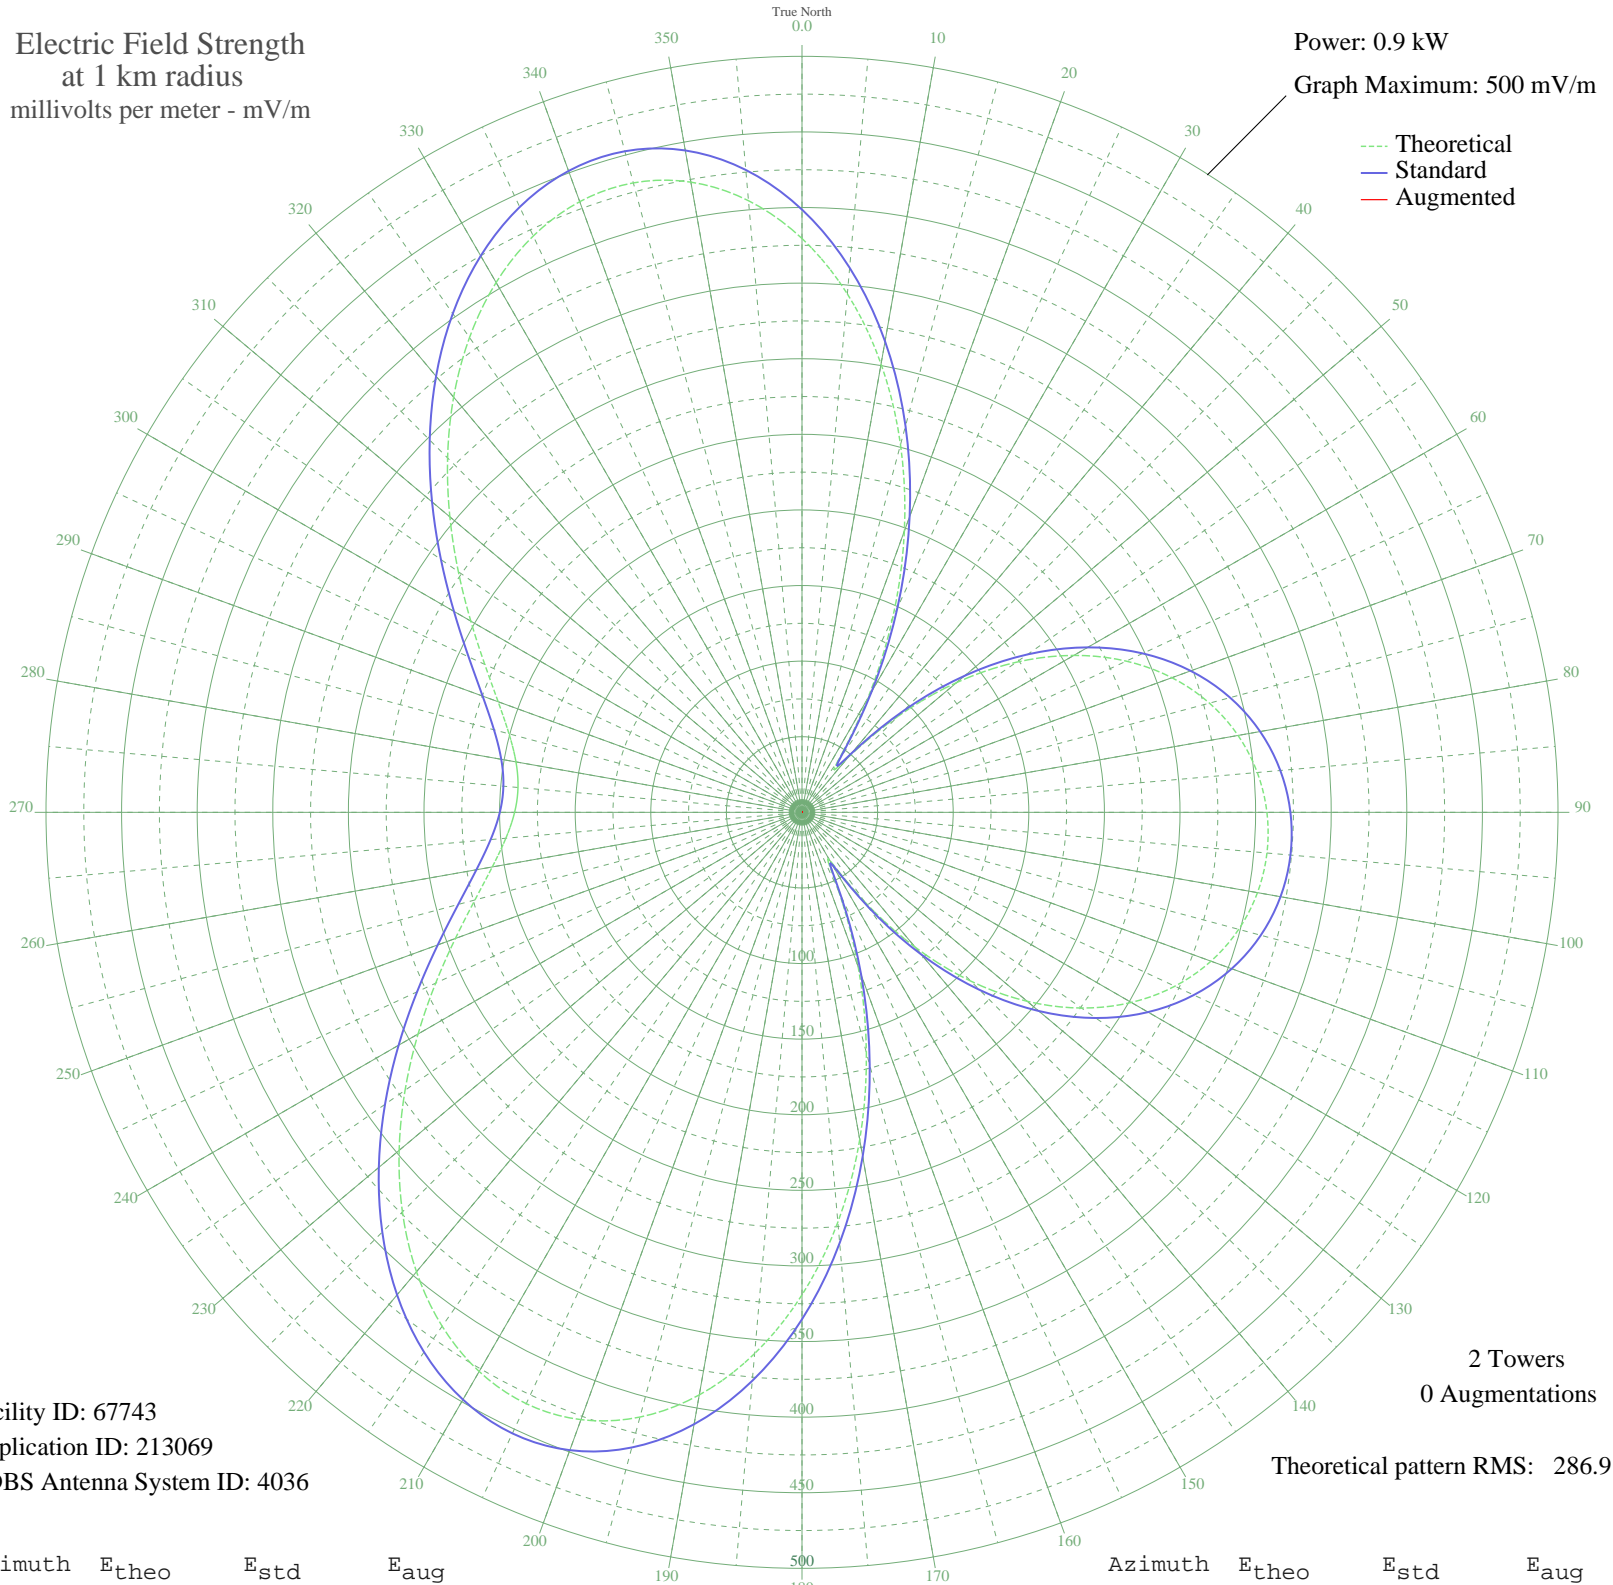 True North
0.0
Electric Field Strength
at 1 km radius
millivolts per meter - mV/m
Power: 0.9 kW
Graph Maximum: 500 mV/m
Theoretical
Standard
Augmented
350
10
340
20
330
30
320
40
310
50
300
60
290
70
280
80
270
90
260
100
250
110
240
120
230
130
220
140
210
150
200
160
190
170
100
150
200
250
300
350
400
450
500
2 Towers
0 Augmentations
Theoretical pattern RMS: 286.9
cility ID: 67743
plication ID: 213069
DBS Antenna System ID: 4036
imuth Etheo Estd Eaug
Azimuth Etheo Estd Eaug